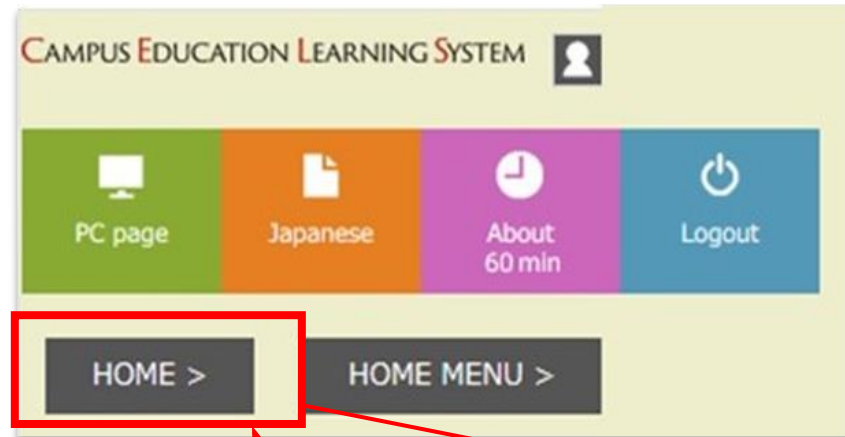 CAMPUS EDUCATION LEARNING SYSTEM
PC page
Japanese
About
60 min
Logout
HOME >
HOME MENU >